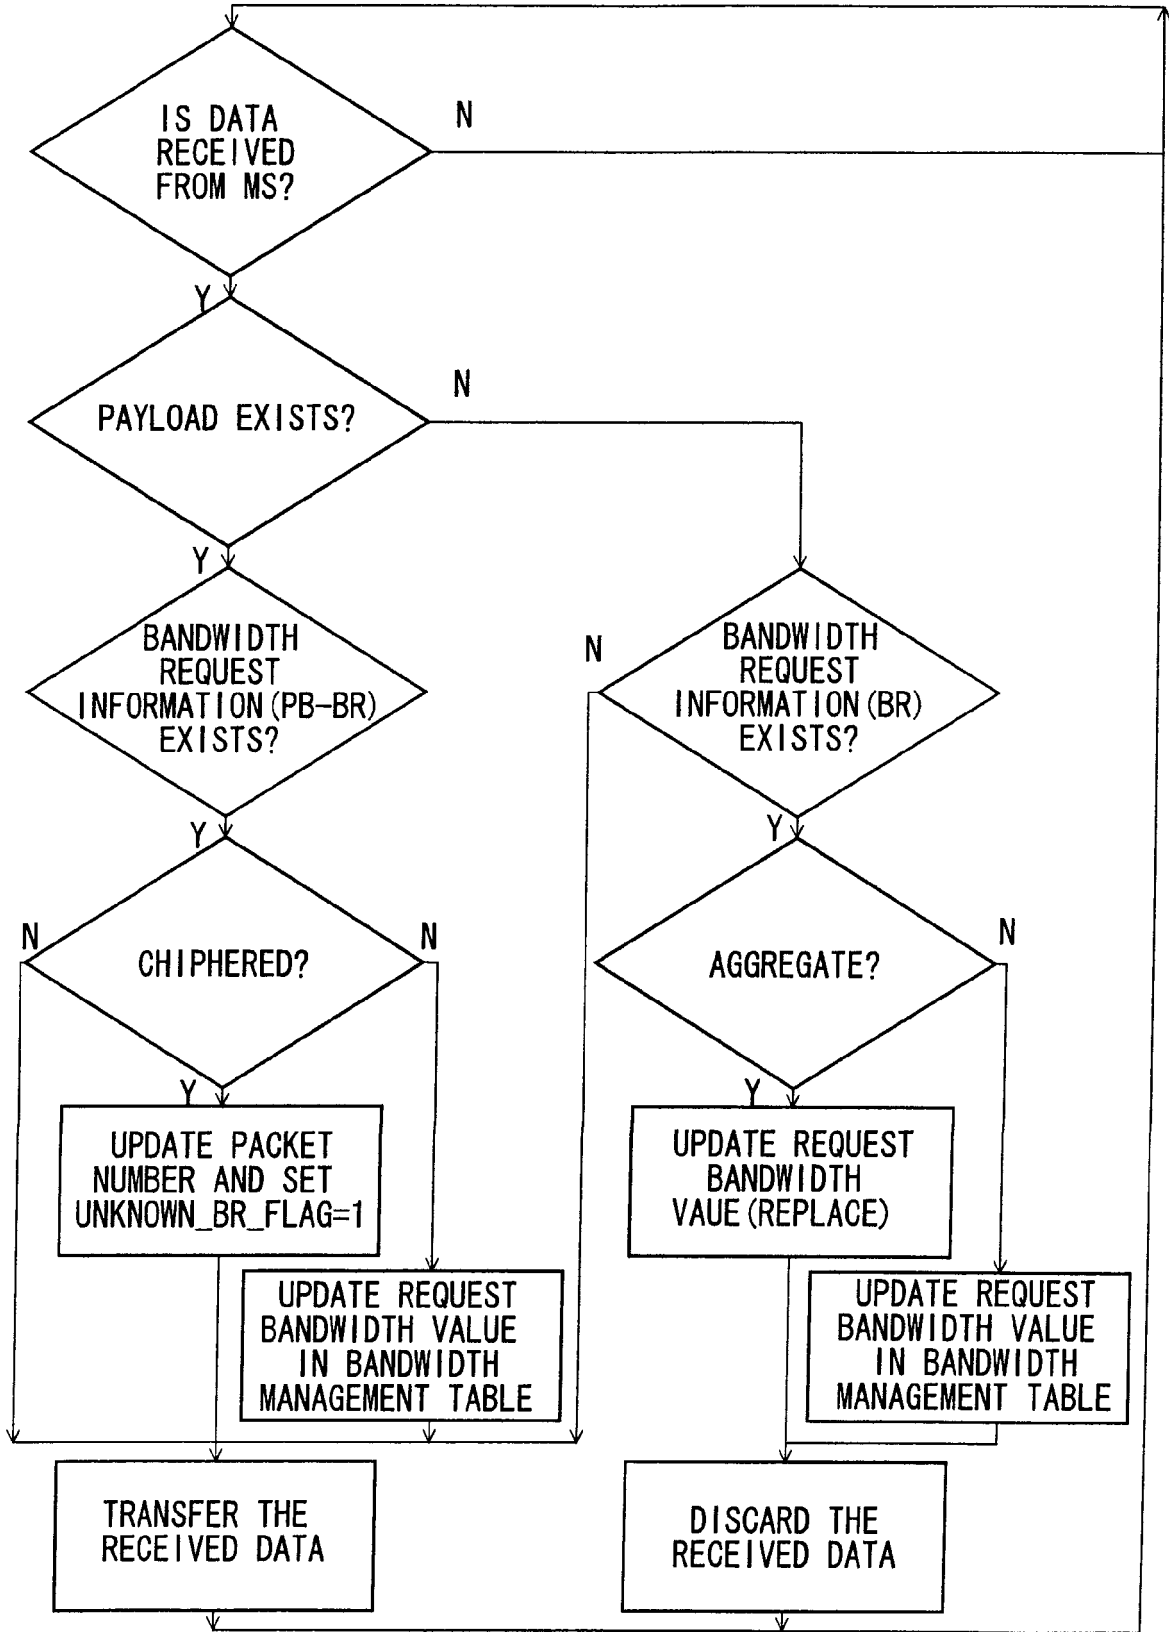 IS DATA
RECEIVED
FROM MS?
N
Y
PAYLOAD EXISTS?
N
Y
BANDWIDTH
REQUEST
INFORMATION(PB-BR)
EXISTS?
N
BANDWIDTH
REQUEST
INFORMATION(BR)
EXISTS?
Y
Y
N
CHIPHERED?
N
AGGREGATE?
N
Y
Y
UPDATE PACKET
NUMBER AND SET
UNKNOWN_BR_FLAG=1
UPDATE REQUEST
BANDWIDTH
VAUE(REPLACE)
UPDATE REQUEST
BANDWIDTH VALUE
IN BANDWIDTH
MANAGEMENT TABLE
UPDATE REQUEST
BANDWIDTH VALUE
IN BANDWIDTH
MANAGEMENT TABLE
TRANSFER THE
RECEIVED DATA
DISCARD THE
RECEIVED DATA